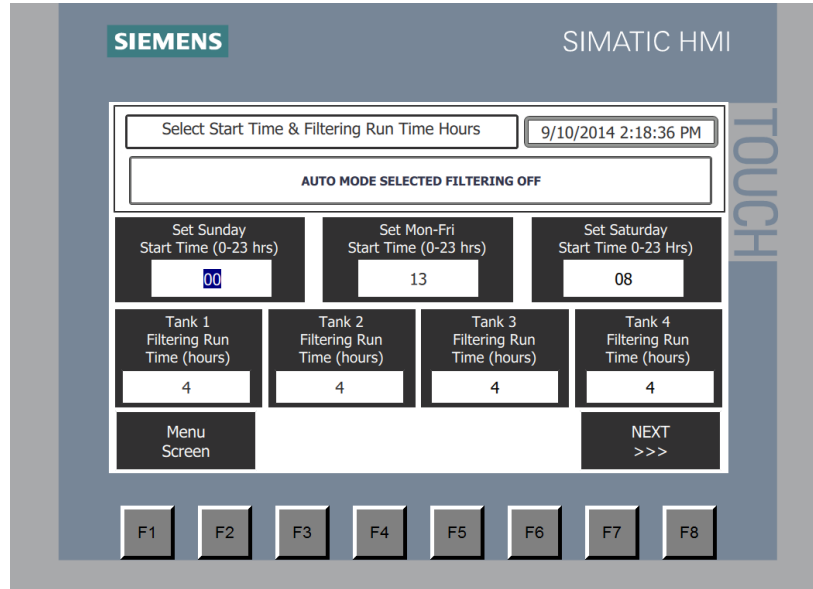 SIEMENS
SIMATIC HMI
TOUCH
Select Start Time & Filtering Run Time Hours
9/10/2014 2:18:36 PM
AUTO MODE SELECTED FILTERING OFF
Set Sunday
Start Time (0-23 hrs)
00
Set Mon-Fri
Start Time (0-23 hrs)
13
Set Saturday
Start Time 0-23 Hrs)
08
Tank 1
Filtering Run
Time (hours)
4
Tank 2
Filtering Run
Time (hours)
4
Tank 3
Filtering Run
Time (hours)
4
Tank 4
Filtering Run
Time (hours)
4
Menu
Screen
NEXT
>>>
F1
F2
F3
F4
F5
F6
F7
F8